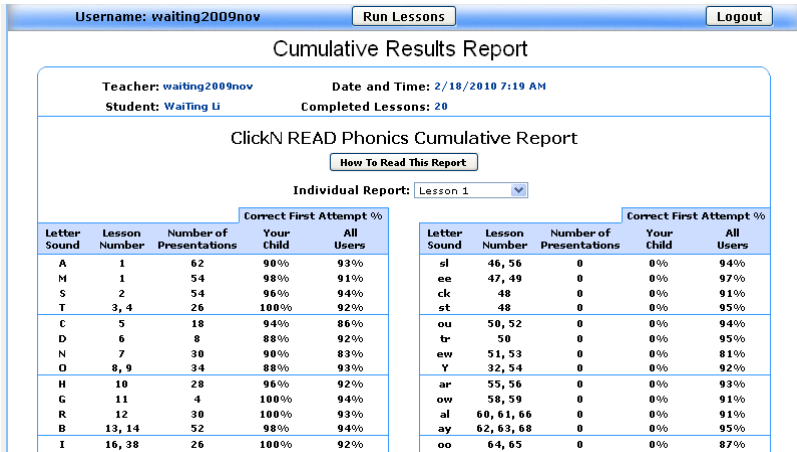 Username: waiting2009nov Run Lessons Logout
Cumulative Results Report
Teacher: waiting2009nov Date and Time: 2/18/2010 7:19 AM
Student: WaiTing Li Completed Lessons: 20
ClickN READ Phonics Cumulative Report
How To Read This Report
Individual Report: Lesson 1
Correct First Attempt % Correct First Attempt %
Letter Lesson Number of Your All Letter Lesson Number of Your All
Sound Number Presentations Child Users Sound Number Presentations Child Users
A 1 62 90% 93% sl 46, 56 0 0% 94%
M 1 54 98% 91% ee 47, 49 0 0% 97%
S 2 54 96% 94% ck 48 0 0% 91%
T 3, 4 26 100% 92% st 48 0 0% 95%
C 5 18 94% 86% ou 50, 52 0 0% 94%
D 6 8 88% 92% tr 50 0 0% 95%
N 7 30 90% 83% ew 51, 53 0 0% 81%
O 8, 9 34 88% 93% Y 32, 54 0 0% 92%
H 10 28 96% 92% ar 55, 56 0 0% 93%
G 11 4 100% 94% ow 58, 59 0 0% 91%
R 12 30 100% 93% al 60, 61, 66 0 0% 91%
B 13, 14 52 98% 94% ay 62, 63, 68 0 0% 95%
I 16, 38 26 100% 92% oo 64, 65 0 0% 87%